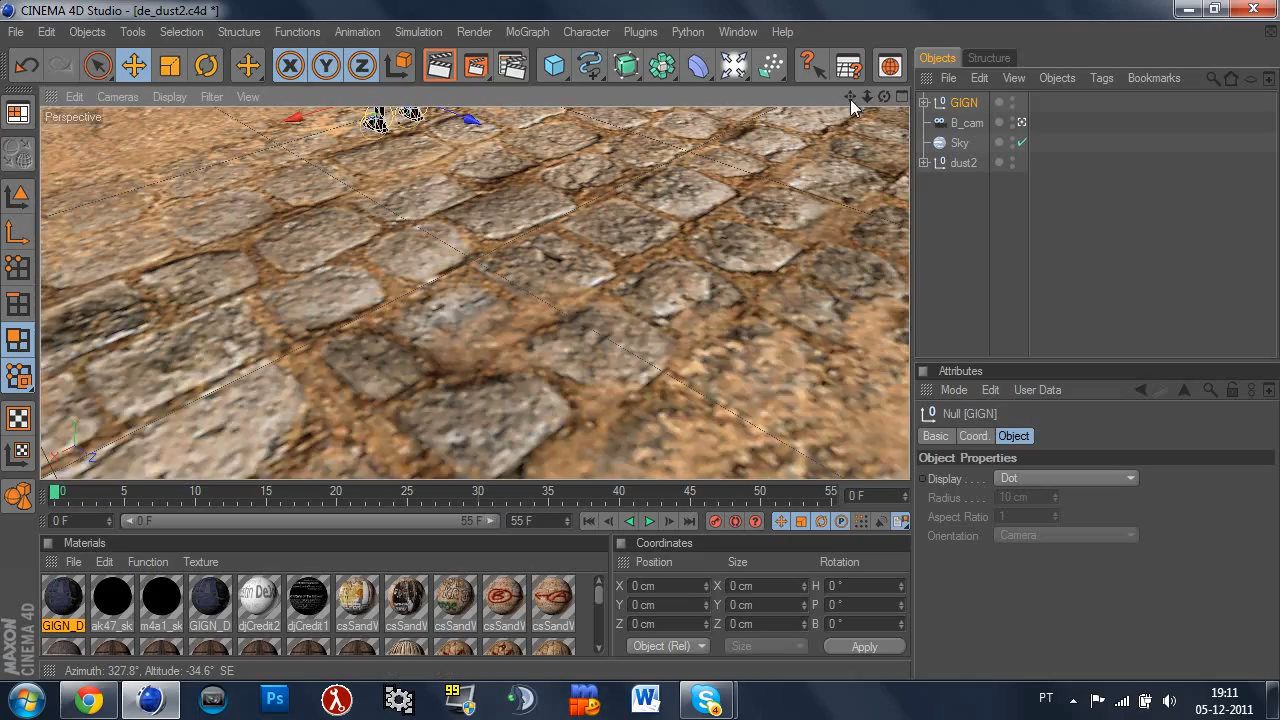 CINEMA 4D Studio - [de_dust2.c4d *]
File Edit Objects Tools Selection Structure Functions Animation Simulation Render MoGraph Character Plugins Python Window Help
X Y Z
Objects Structure
File Edit View Objects Tags Bookmarks
Edit Cameras Display Filter View
Perspective
GIGN
B_cam
Sky
dust2
Attributes
Mode Edit User Data
Null [GIGN]
Basic Coord. Object
Object Properties
Display . . . . Dot
Radius . . . . 10 cm
Aspect Ratio 1
Orientation Camera
Y
Z
0 5 10 15 20 25 30 35 40 45 50 55 0 F
0 F 0 F 55 F 55 F
Materials
File Edit Function Texture
GIGN_D ak47_sk m4a1_sk GIGN_D djCredit2 djCredit1 csSandV csSandV csSandV csSandV csSandV
Coordinates
Position Size Rotation
X 0 cm X 0 cm H 0 °
Y 0 cm Y 0 cm P 0 °
Z 0 cm Z 0 cm B 0 °
Object (Rel) Size Apply
MAXON
CINEMA 4D
Azimuth: 327.8°, Altitude: -34.6° SE
Ps
99
W
S
4
PT
19:11
05-12-2011